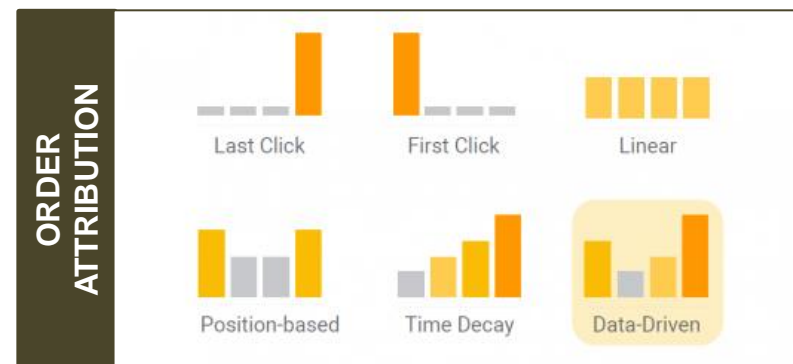 ORDER
ATTRIBUTION
Last Click
First Click
Linear
Position-based
Time Decay
Data-Driven